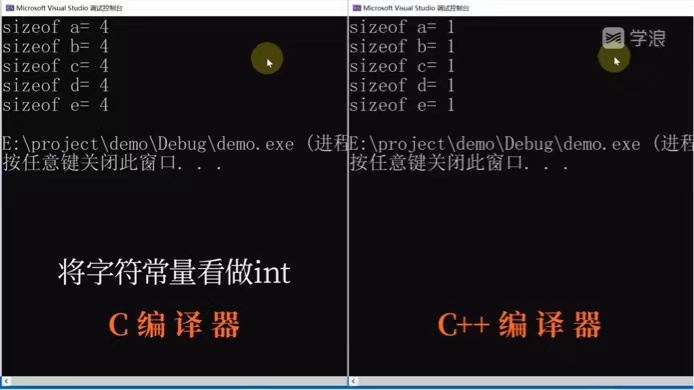 Microsoft Visual Studio 调试控制台
sizeof a= 4
sizeof b= 4
sizeof c= 4
sizeof d= 4
sizeof e= 4
E:\project\demo\Debug\demo.exe (进程
按任意键关闭此窗口. . .
将字符常量看做int
C 编 译 器
Microsoft Visual Studio 调试控制台
学浪
sizeof a= 1
sizeof b= 1
sizeof c= 1
sizeof d= 1
sizeof e= 1
E:\project\demo\Debug\demo.exe (进程
按任意键关闭此窗口. . .
C++ 编 译 器